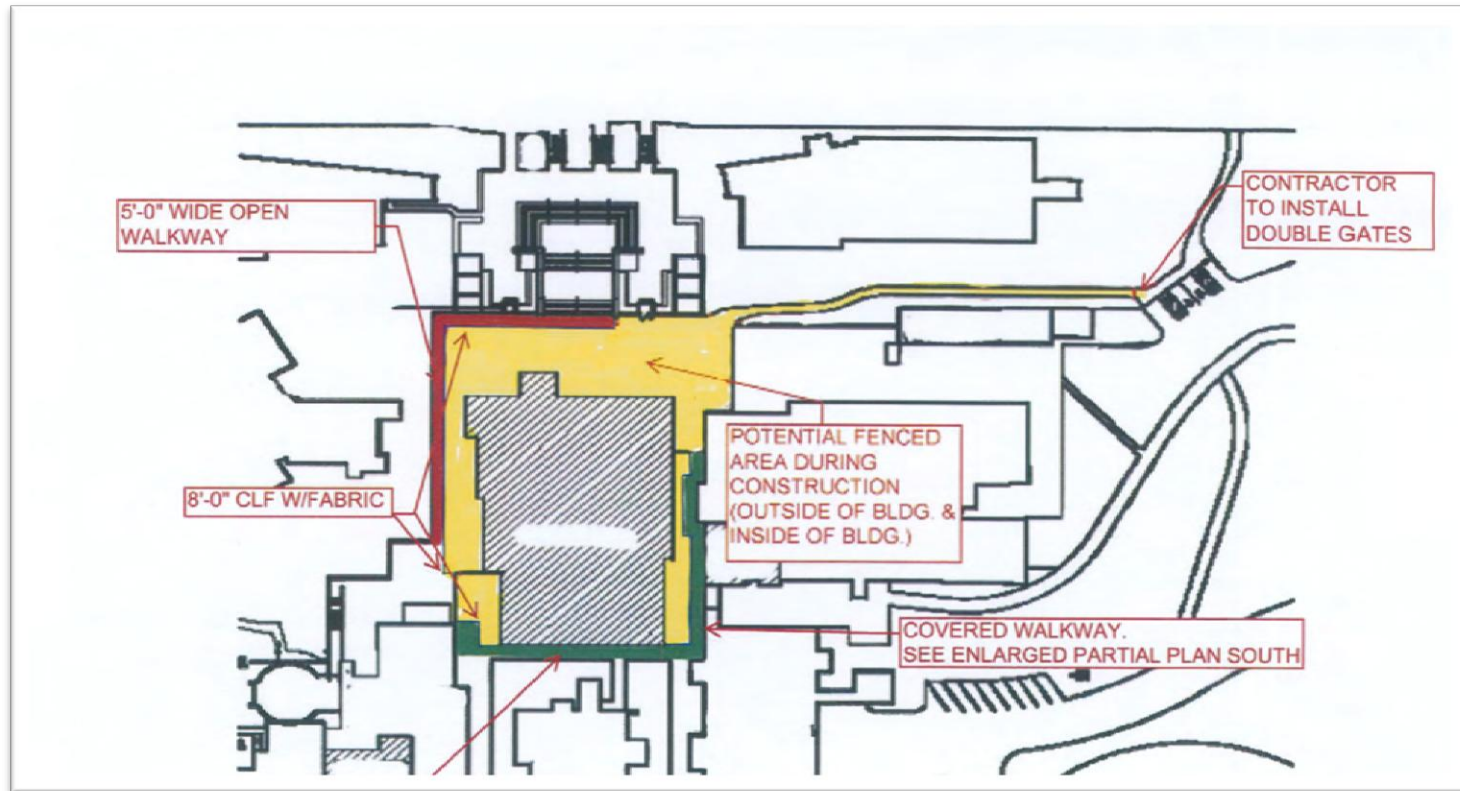 5'-0" WIDE OPEN
WALKWAY
CONTRACTOR
TO INSTALL
DOUBLE GATES
8'-0" CLF W/FABRIC
POTENTIAL FENCED
AREA DURING
CONSTRUCTION
(OUTSIDE OF BLDG. &
INSIDE OF BLDG.)
COVERED WALKWAY.
SEE ENLARGED PARTIAL PLAN SOUTH